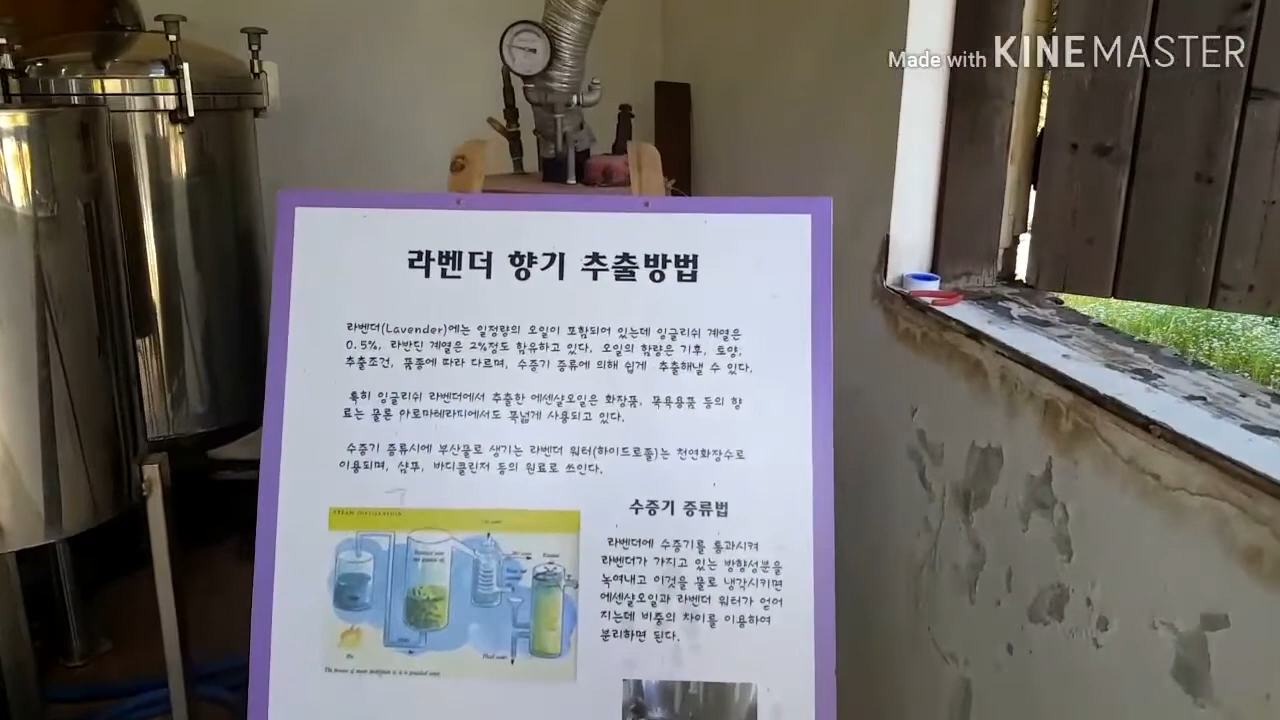 Made with KINEMASTER
라벤더 향기 추출방법
라벤더(Lavender)에는 일정량의 오일이 포함되어 있는데 잉글리쉬 계열은
0.5%, 라반딘 계열은 2%정도 함유하고 있다. 오일의 함량은 기후, 토양,
추출조건, 품종에 따라 다르며, 수증기 증류에 의해 쉽게 추출해낼 수 있다.
특히 잉글리쉬 라벤더에서 추출한 에센샬오일은 화장품, 목욕용품 등의 향
료는 물론 아로마테라피에서도 폭넓게 사용되고 있다.
수증기 증류시에 부산물로 생기는 라벤더 워터(하이드로졸)는 천연화장수로
이용되며, 샴푸, 바디클린저 등의 원료로 쓰인다.
수증기 증류법
STEAM DISTILLATION
라벤더에 수증기를 통과시켜
라벤더가 가지고 있는 방향성분을
녹여내고 이것을 물로 냉각시키면
에센샬오일과 라벤더 워터가 얻어
지는데 비중의 차이를 이용하여
분리하면 된다.